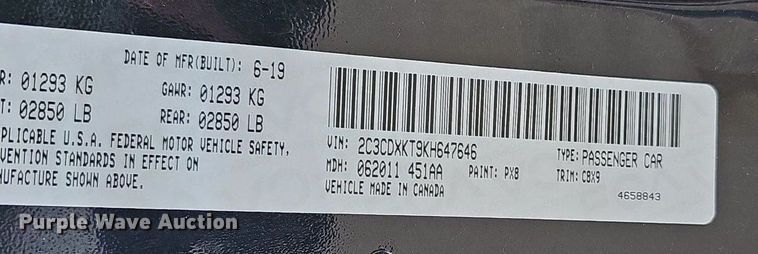 DATE OF MFR(BUILT): 6-19
R: 01293 KG GAWR: 01293 KG
T: 02850 LB REAR: 02850 LB
PLICABLE U.S.A. FEDERAL MOTOR VEHICLE SAFETY,
VENTION STANDARDS IN EFFECT ON
NUFACTURE SHOWN ABOVE.
VIN: 2C3CDXKT9KH647646 TYPE: PASSENGER CAR
MDH: 062011 451AA PAINT: PX8 TRIM: C8X9
VEHICLE MADE IN CANADA 4658843
Purple Wave Auction